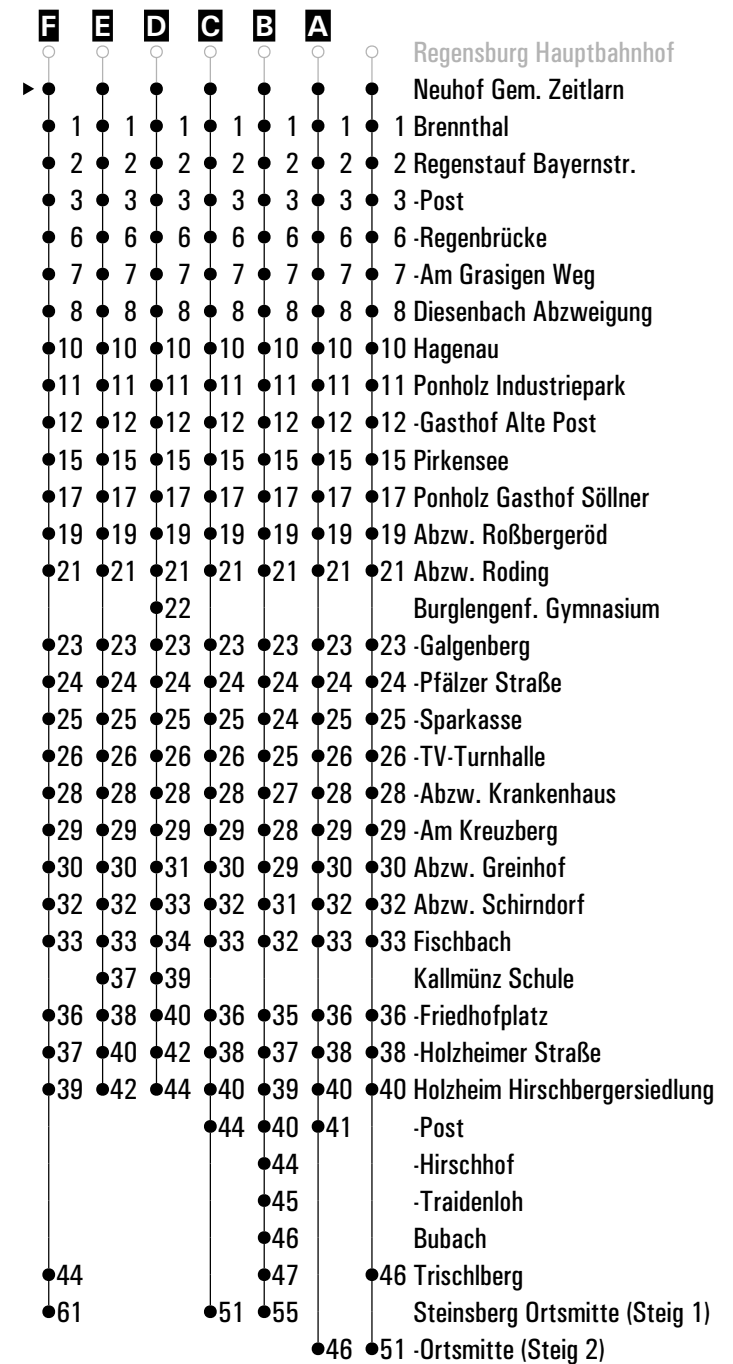 F E D C B A
Regensburg Hauptbahnhof
Neuhof Gem. Zeitlarn
1 1 1 1 1 1 1 Brennthal
2 2 2 2 2 2 2 Regenstauf Bayernstr.
3 3 3 3 3 3 3 -Post
6 6 6 6 6 6 6 -Regenbrücke
7 7 7 7 7 7 7 -Am Grasigen Weg
8 8 8 8 8 8 8 Diesenbach Abzweigung
10 10 10 10 10 10 10 Hagenau
11 11 11 11 11 11 11 Ponholz Industriepark
12 12 12 12 12 12 12 -Gasthof Alte Post
15 15 15 15 15 15 15 Pirkensee
17 17 17 17 17 17 17 Ponholz Gasthof Söllner
19 19 19 19 19 19 19 Abzw. Roßbergeröd
21 21 21 21 21 21 21 Abzw. Roding
22 Burglengenf. Gymnasium
23 23 23 23 23 23 23 -Galgenberg
24 24 24 24 24 24 24 -Pfälzer Straße
25 25 25 25 24 25 25 -Sparkasse
26 26 26 26 25 26 26 -TV-Turnhalle
28 28 28 28 27 28 28 -Abzw. Krankenhaus
29 29 29 29 28 29 29 -Am Kreuzberg
30 30 31 30 29 30 30 Abzw. Greinhof
32 32 33 32 31 32 32 Abzw. Schirndorf
33 33 34 33 32 33 33 Fischbach
37 39 Kallmünz Schule
36 38 40 36 35 36 36 -Friedhofplatz
37 40 42 38 37 38 38 -Holzheimer Straße
39 42 44 40 39 40 40 Holzheim Hirschbergersiedlung
44 40 41 -Post
44 -Hirschhof
45 -Traidenloh
46 Bubach
44 47 46 Trischlberg
61 51 55 Steinsberg Ortsmitte (Steig 1)
46 51 -Ortsmitte (Steig 2)